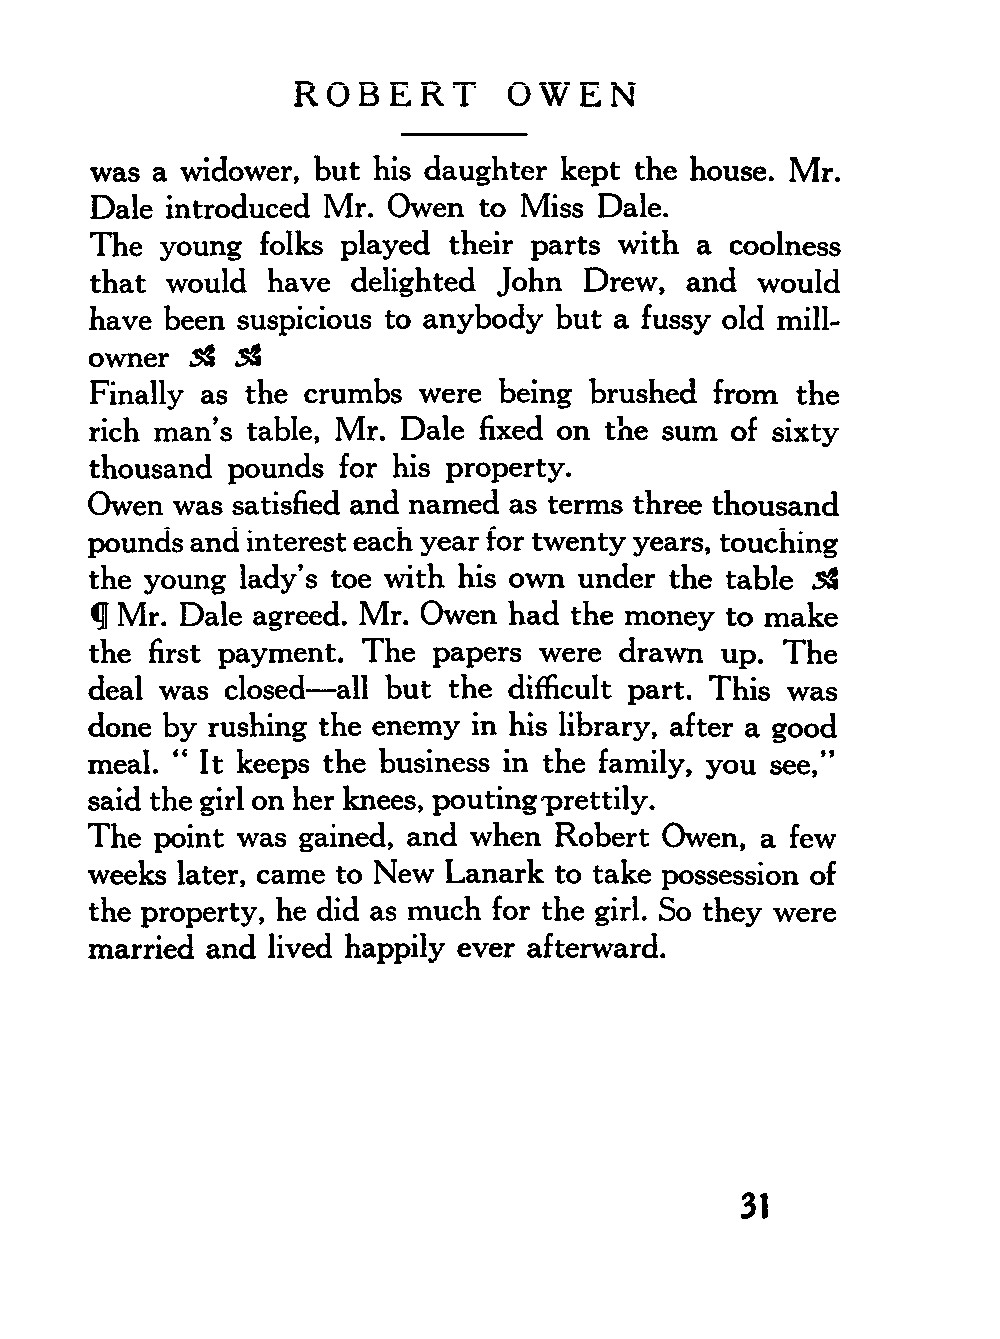 ROBERT OWEN
was a widower, but his daughter kept the house. Mr.
Dale introduced Mr. Owen to Miss Dale.
The young folks played their parts with a coolness
that would have delighted John Drew, and would
have been suspicious to anybody but a fussy old mill-
owner
Finally as the crumbs were being brushed from the
rich man's table, Mr. Dale fixed on the sum of sixty
thousand pounds for his property.
Owen was satisfied and named as terms three thousand
pounds and interest each year for twenty years, touching
the young lady's toe with his own under the table
¶ Mr. Dale agreed. Mr. Owen had the money to make
the first payment. The papers were drawn up. The
deal was closed—all but the difficult part. This was
done by rushing the enemy in his library, after a good
meal. “ It keeps the business in the family, you see,”
said the girl on her knees, pouting prettily.
The point was gained, and when Robert Owen, a few
weeks later, came to New Lanark to take possession of
the property, he did as much for the girl. So they were
married and lived happily ever afterward.
31